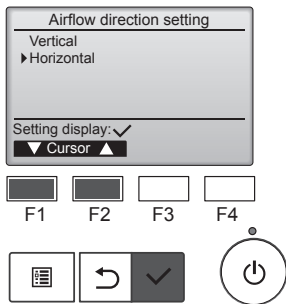 Airflow direction setting
Vertical
Horizontal
Setting display:✓
▼ Cursor ▲
F1 F2 F3 F4